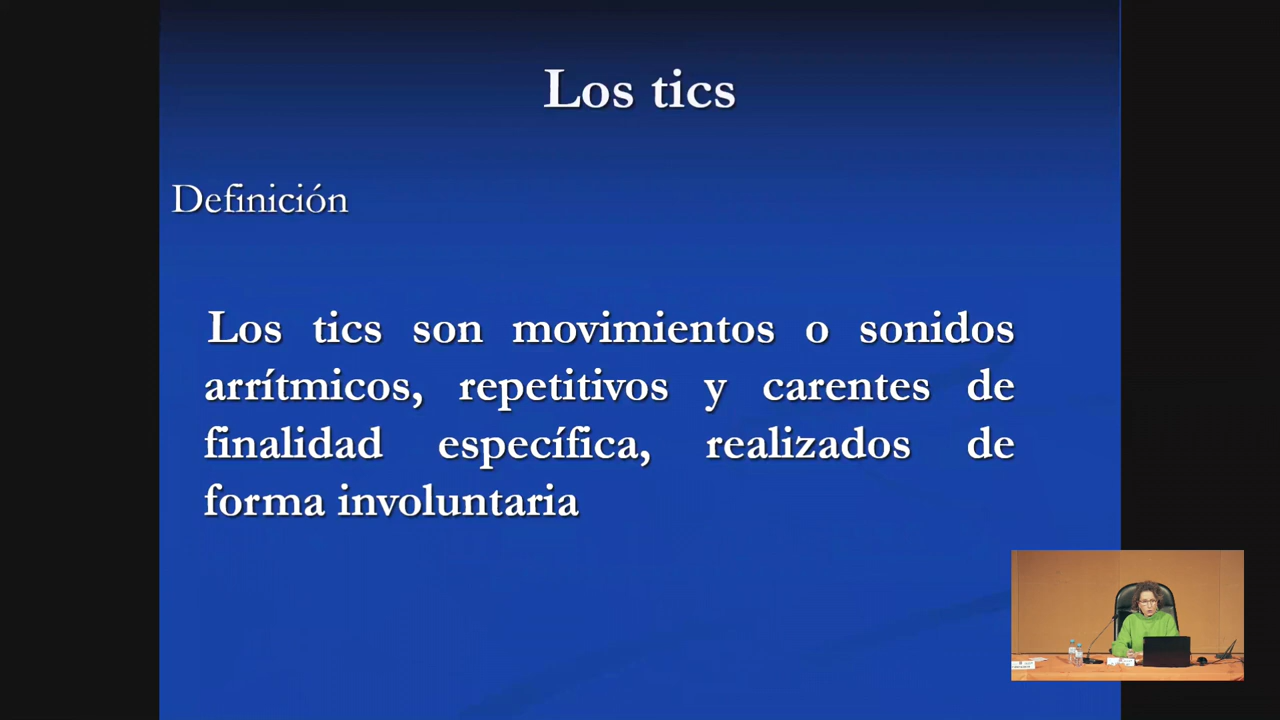 Los tics
Definición
Los tics son movimientos o sonidos
arrítmicos, repetitivos y carentes de
finalidad específica, realizados de
forma involuntaria